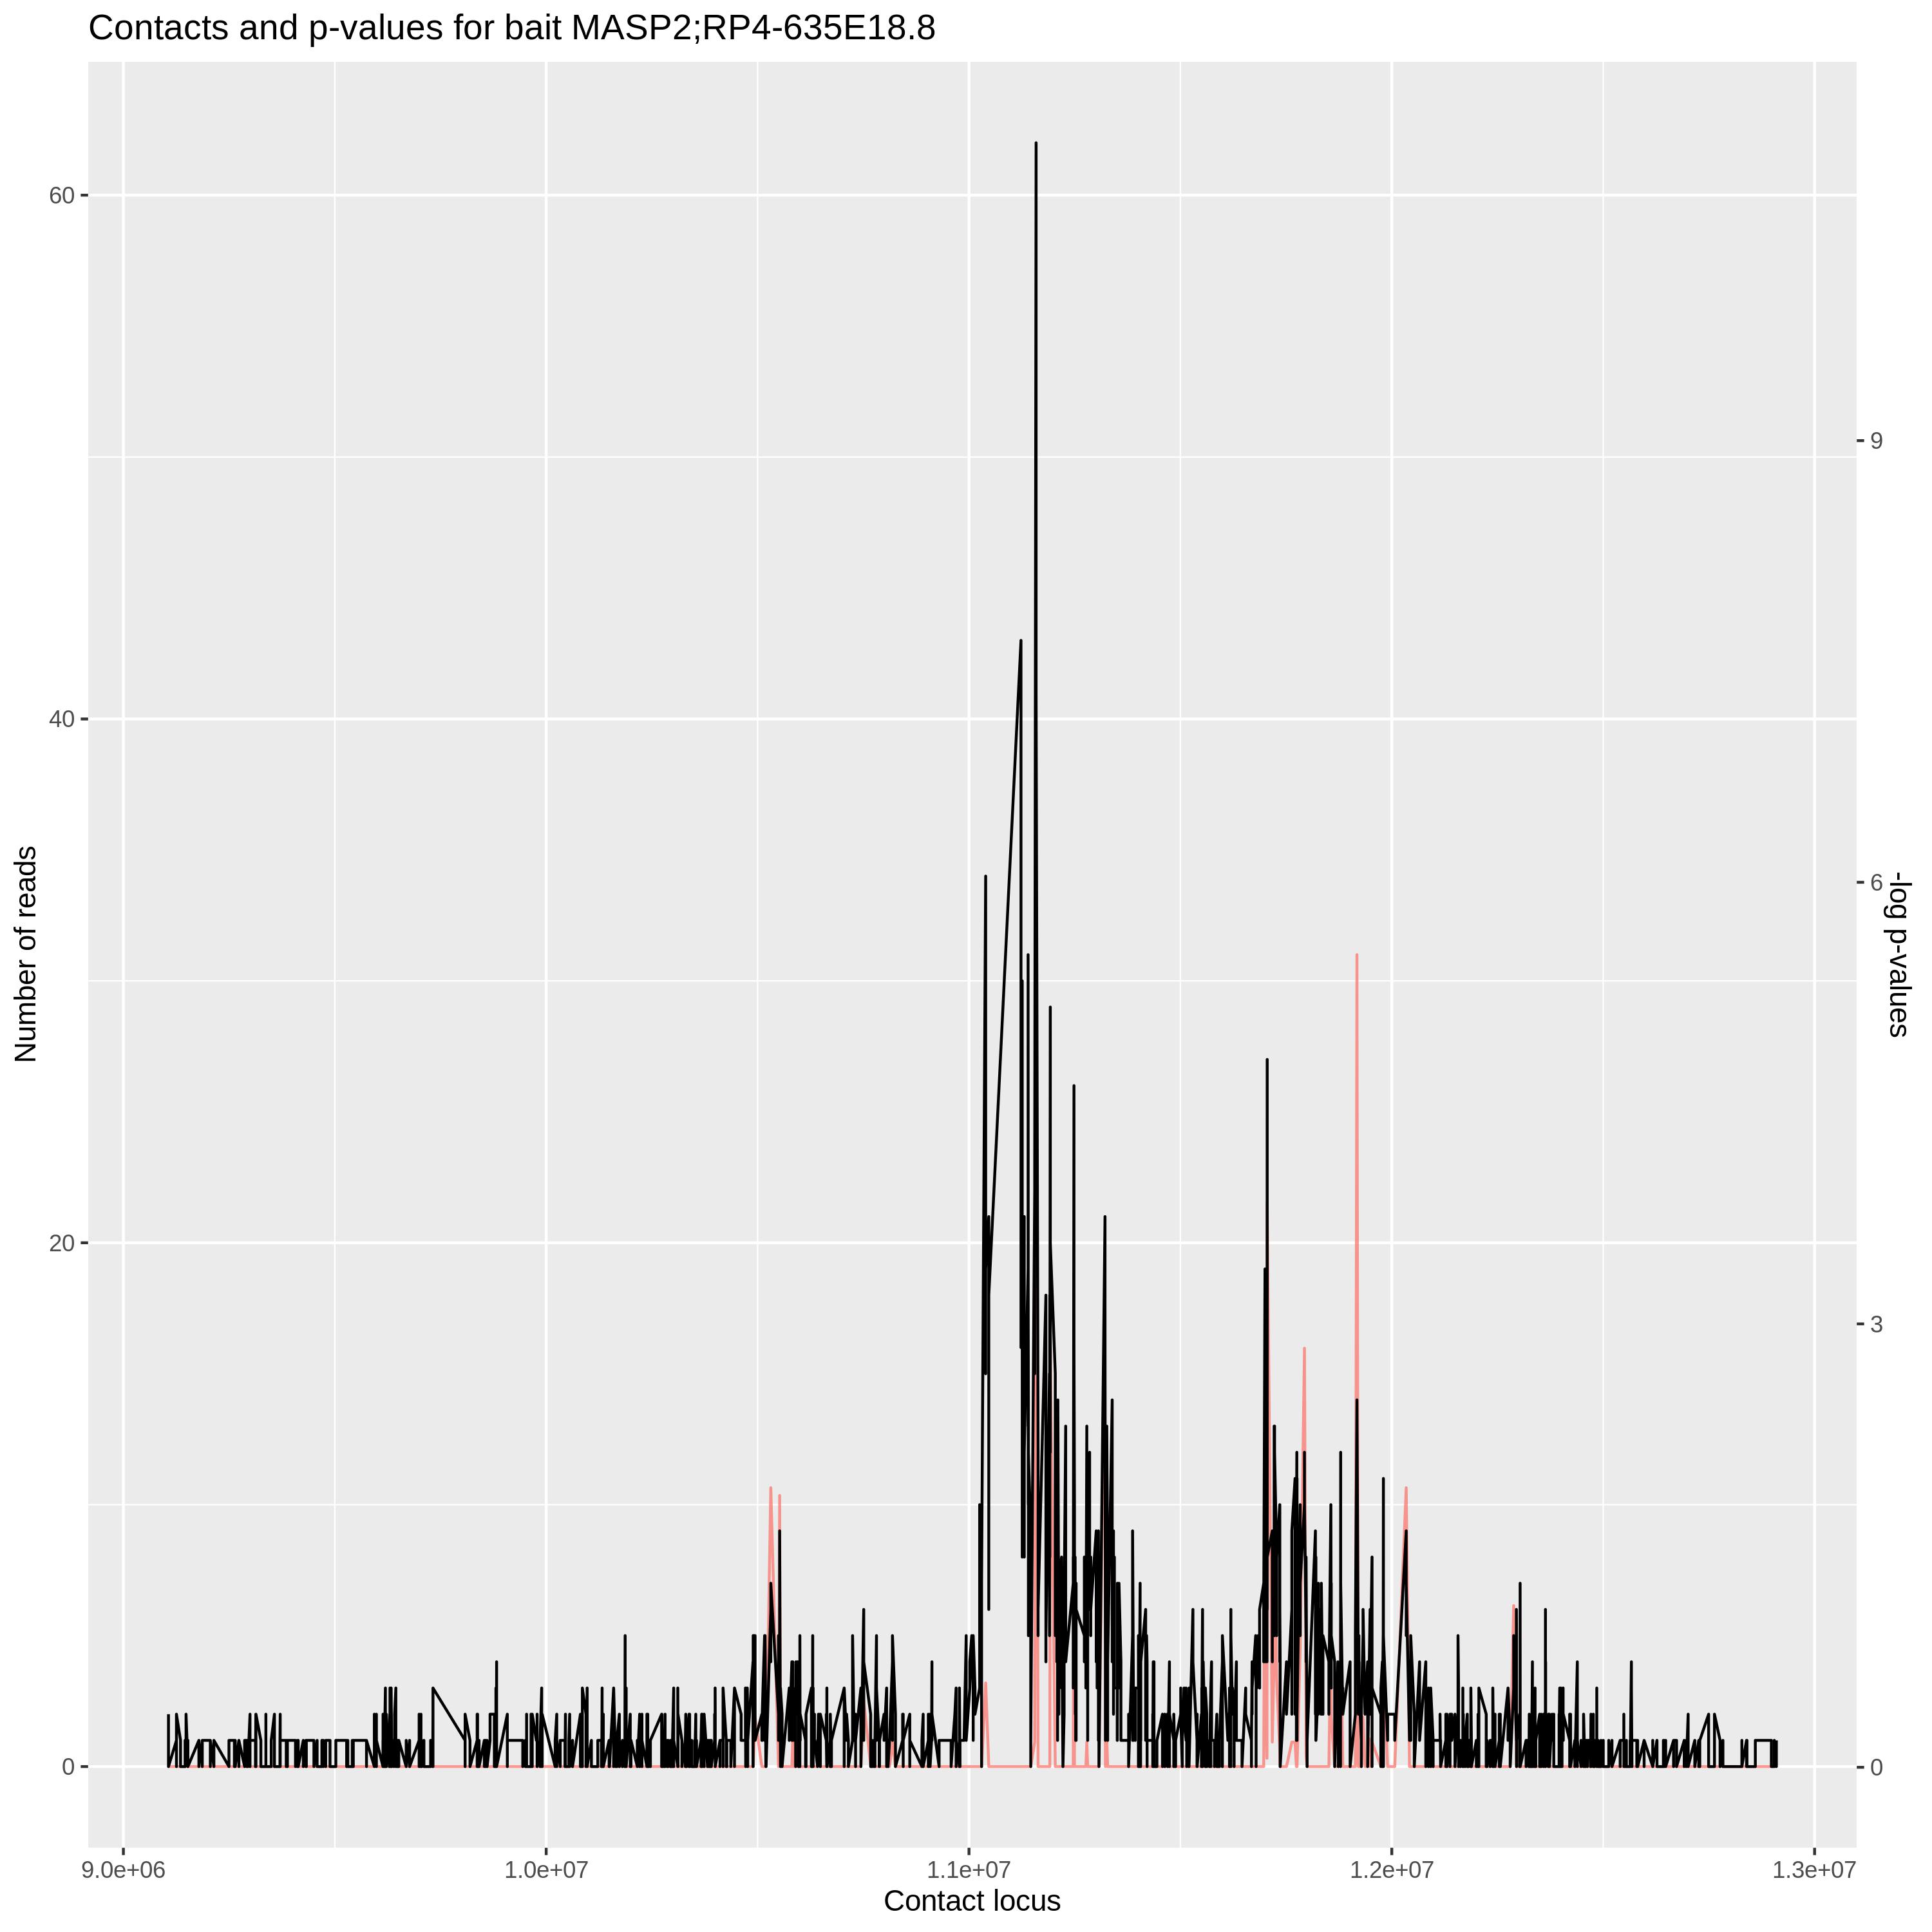 Contacts and p-values for bait MASP2;RP4-635E18.8
60
40
20
0
Number of reads
9
6
3
0
-log p-values
9.0e+06
1.0e+07
1.1e+07
1.2e+07
1.3e+07
Contact locus